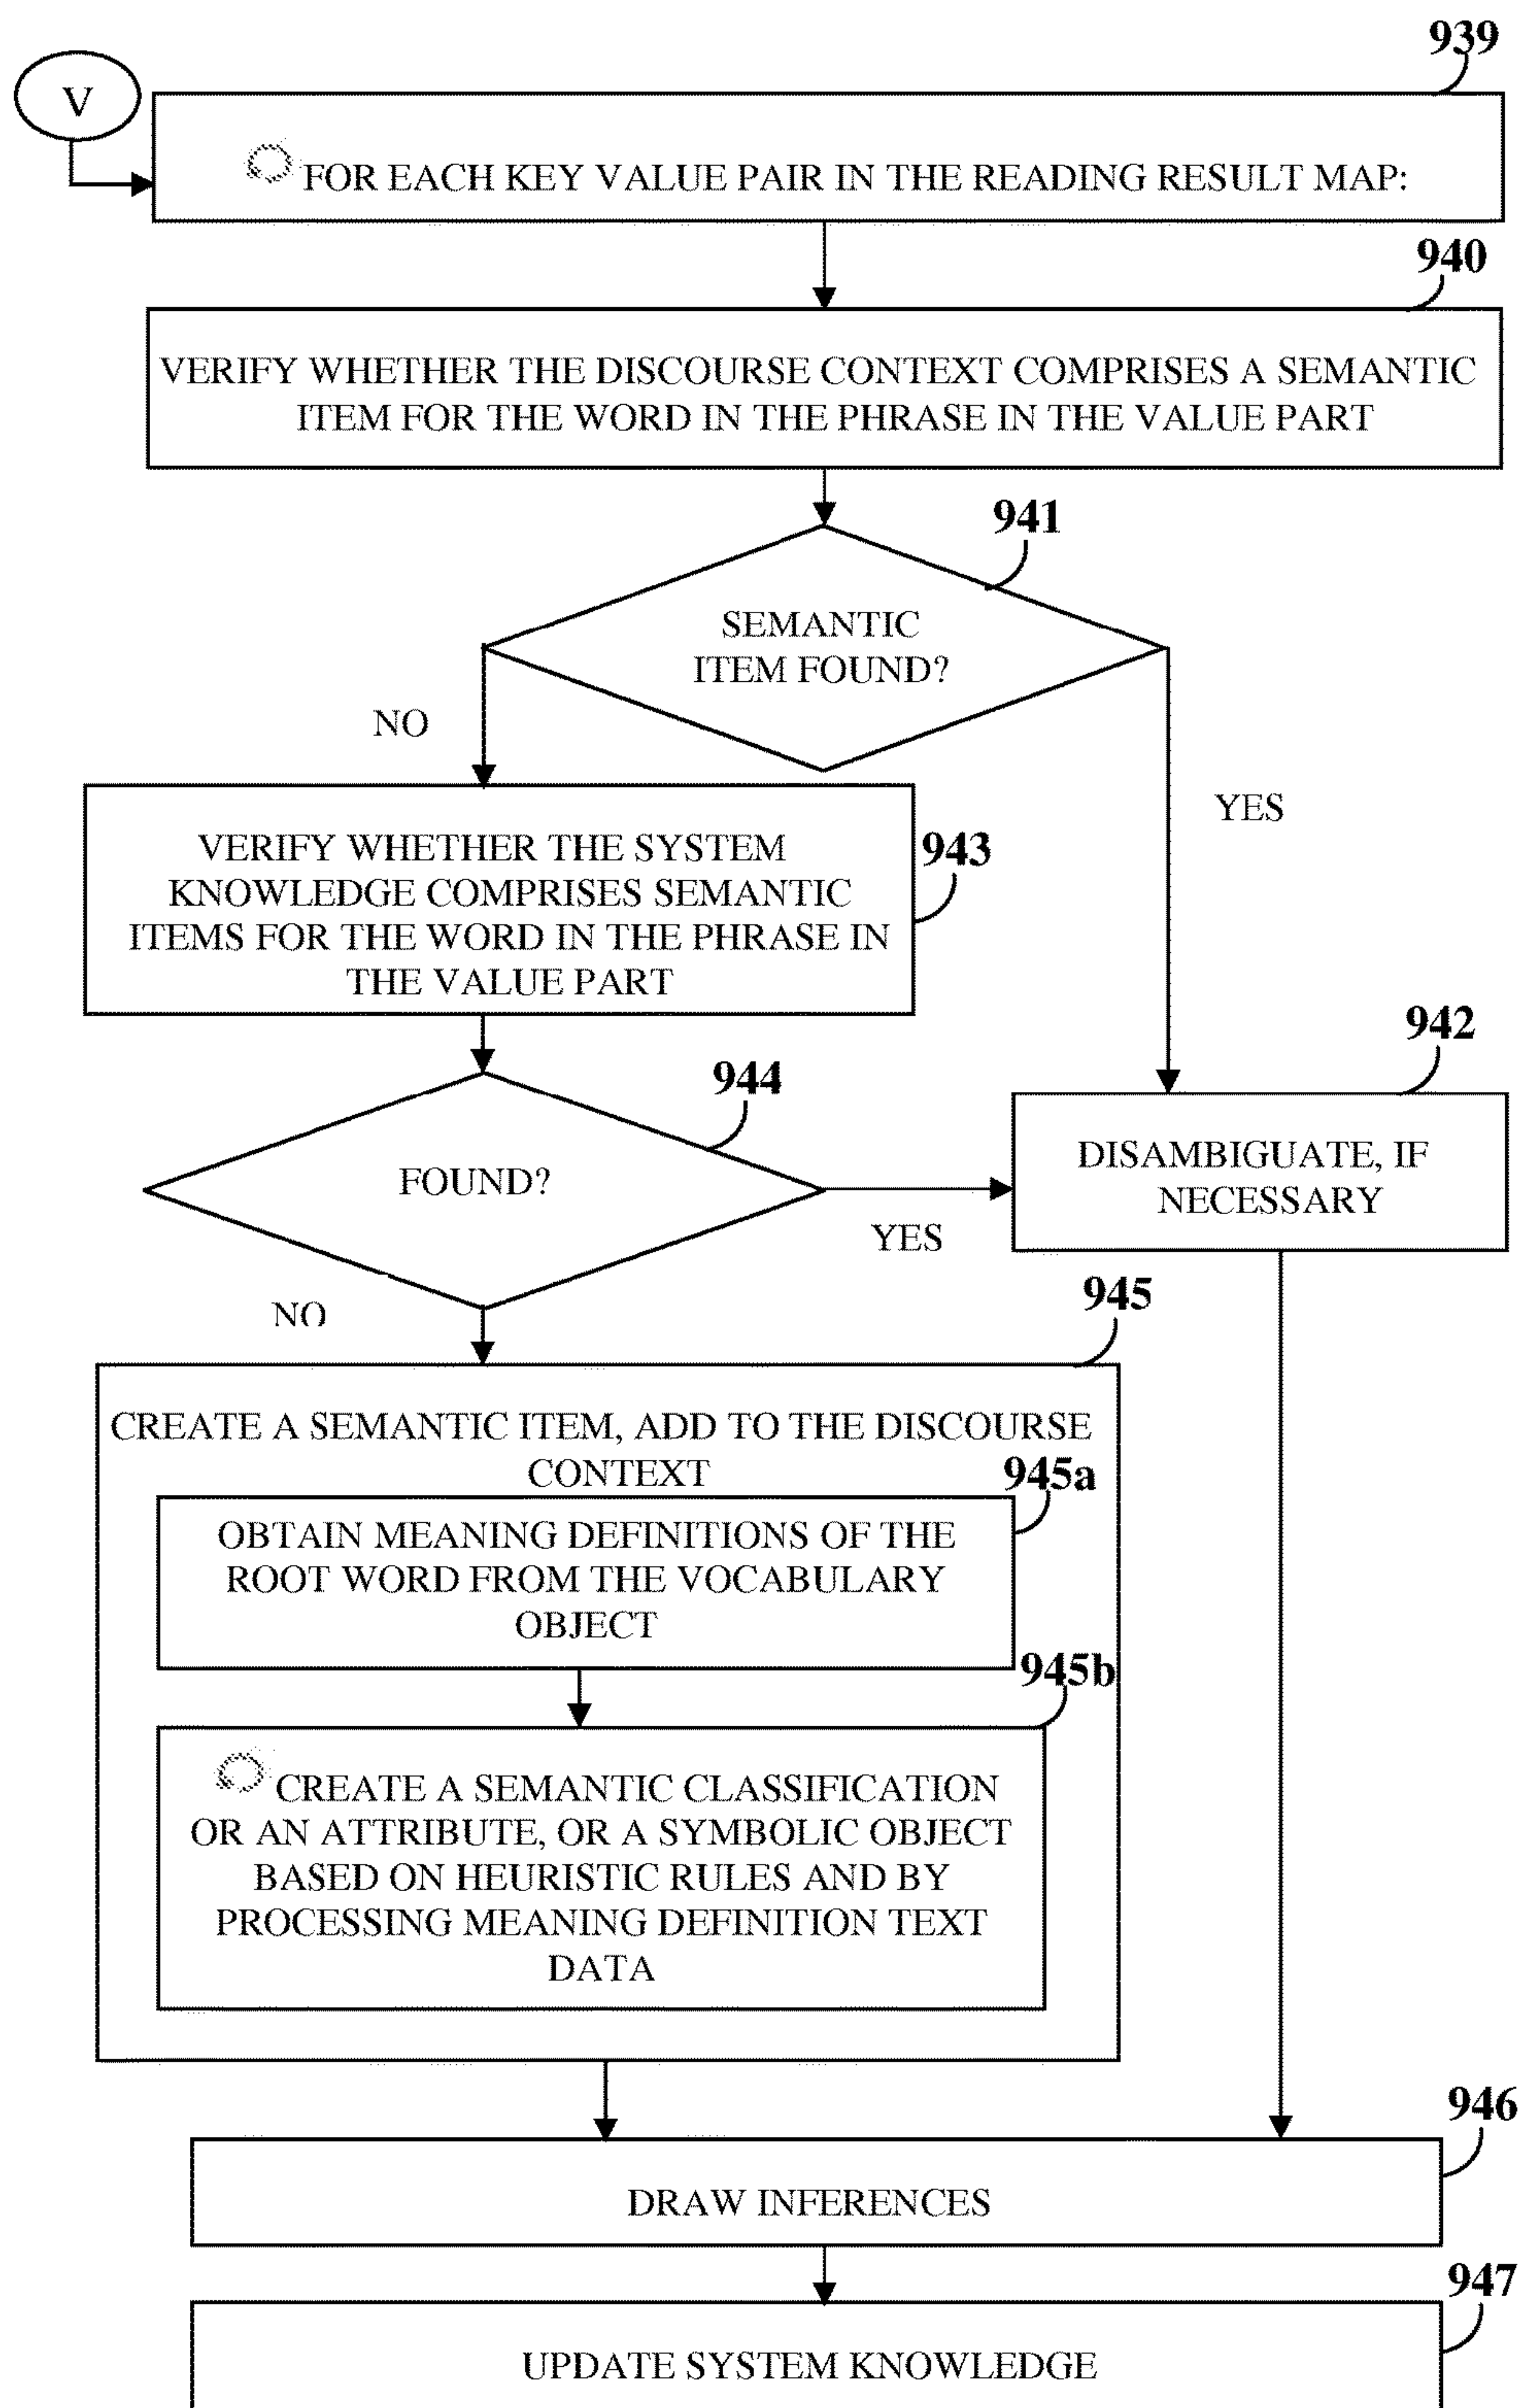 939
V
FOR EACH KEY VALUE PAIR IN THE READING RESULT MAP:
940
VERIFY WHETHER THE DISCOURSE CONTEXT COMPRISES A SEMANTIC
ITEM FOR THE WORD IN THE PHRASE IN THE VALUE PART
941
SEMANTIC
ITEM FOUND?
NO
YES
VERIFY WHETHER THE SYSTEM
KNOWLEDGE COMPRISES SEMANTIC
ITEMS FOR THE WORD IN THE PHRASE IN
THE VALUE PART
943
942
944
FOUND?
YES
DISAMBIGUATE, IF
NECESSARY
NO
945
CREATE A SEMANTIC ITEM, ADD TO THE DISCOURSE
CONTEXT
945a
OBTAIN MEANING DEFINITIONS OF THE
ROOT WORD FROM THE VOCABULARY
OBJECT
945b
CREATE A SEMANTIC CLASSIFICATION
OR AN ATTRIBUTE, OR A SYMBOLIC OBJECT
BASED ON HEURISTIC RULES AND BY
PROCESSING MEANING DEFINITION TEXT
DATA
946
DRAW INFERENCES
947
UPDATE SYSTEM KNOWLEDGE